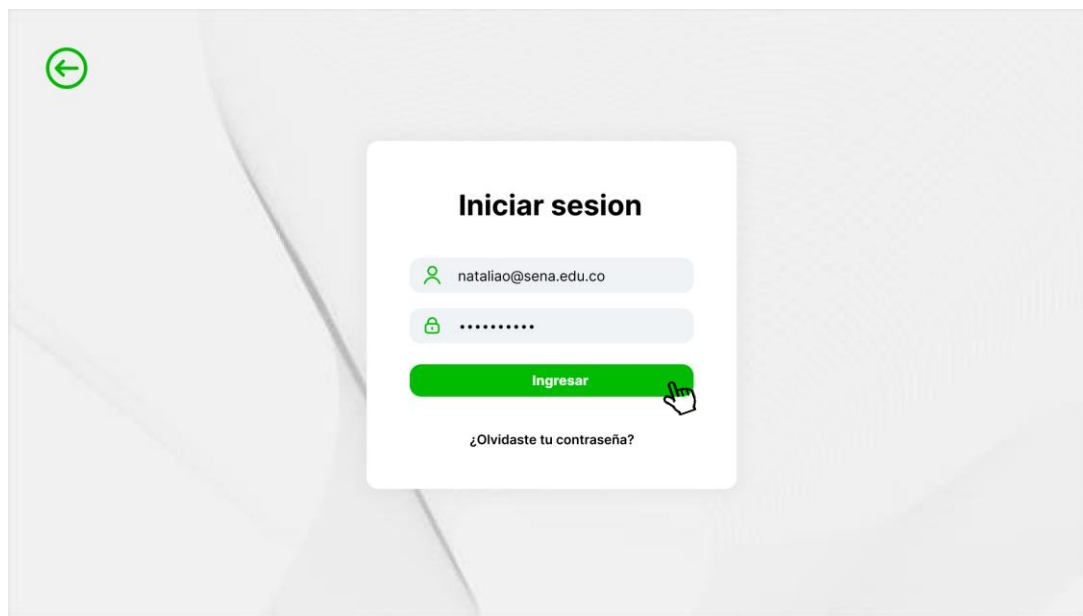 Iniciar sesion
nataliao@sena.edu.co
••••••••••
Ingresar
¿Olvidaste tu contraseña?